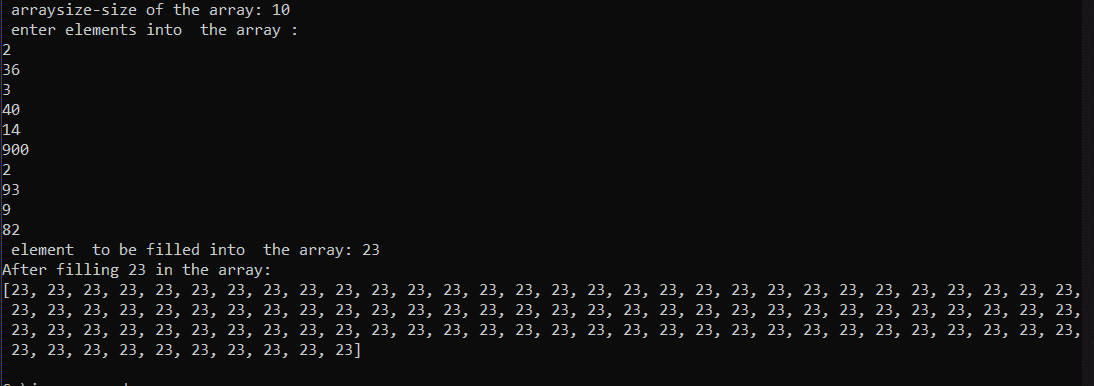 arraysize-size of the array: 10
enter elements into  the array :
2
36
3
40
14
900
2
93
9
82
element  to be filled into  the array: 23
After filling 23 in the array:
[23, 23, 23, 23, 23, 23, 23, 23, 23, 23, 23, 23, 23, 23, 23, 23, 23, 23, 23, 23, 23, 23, 23, 23, 23, 23, 23, 23, 23, 23,
23, 23, 23, 23, 23, 23, 23, 23, 23, 23, 23, 23, 23, 23, 23, 23, 23, 23, 23, 23, 23, 23, 23, 23, 23, 23, 23, 23, 23, 23,
23, 23, 23, 23, 23, 23, 23, 23, 23, 23, 23, 23, 23, 23, 23, 23, 23, 23, 23, 23, 23, 23, 23, 23, 23, 23, 23, 23, 23, 23,
23, 23, 23, 23, 23, 23, 23, 23, 23, 23]